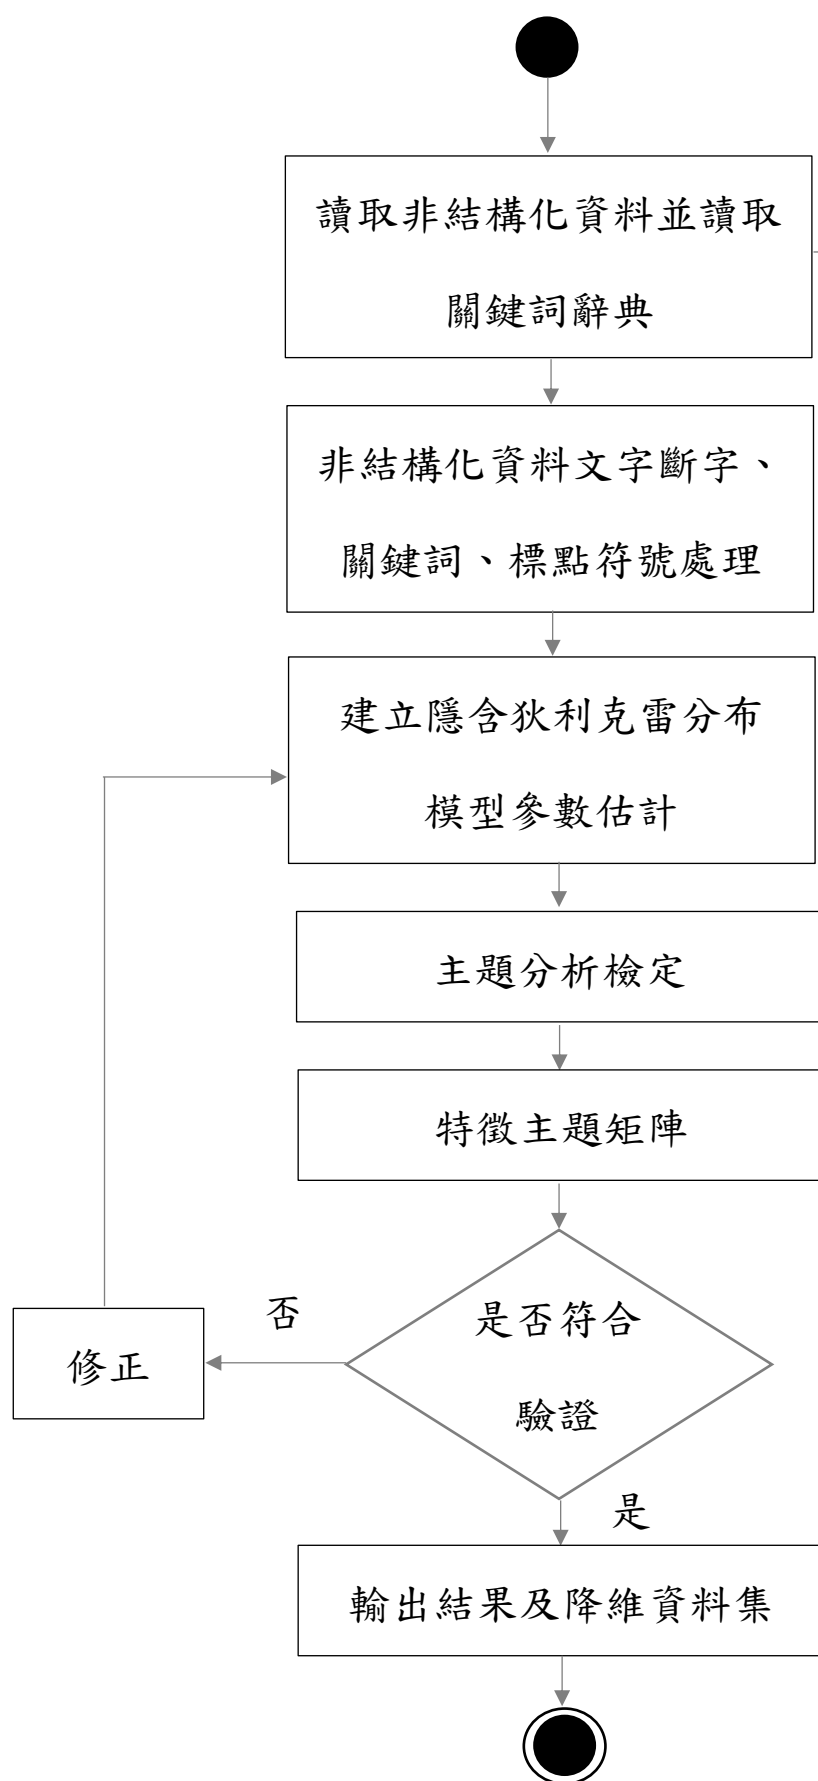 讀取非結構化資料並讀取
關鍵詞辭典
非結構化資料文字斷字、
關鍵詞、標點符號處理
建立隱含狄利克雷分布
模型參數估計
主題分析檢定
特徵主題矩陣
是否符合
驗證
否
修正
是
輸出結果及降維資料集